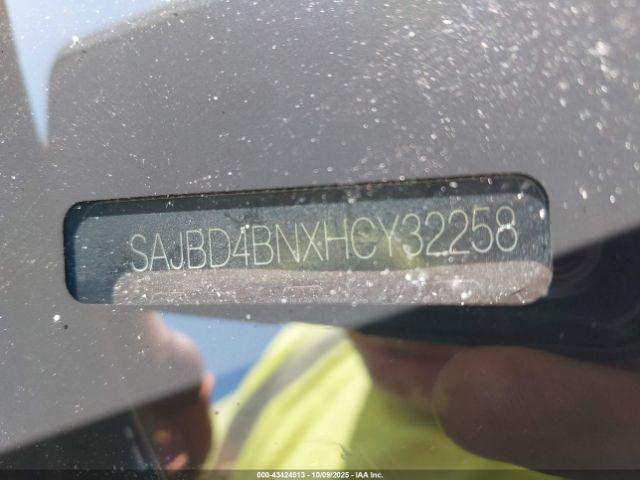 SAJBD4BNXHCY32258
000-43424913 - 10/09/2025 - IAA Inc.